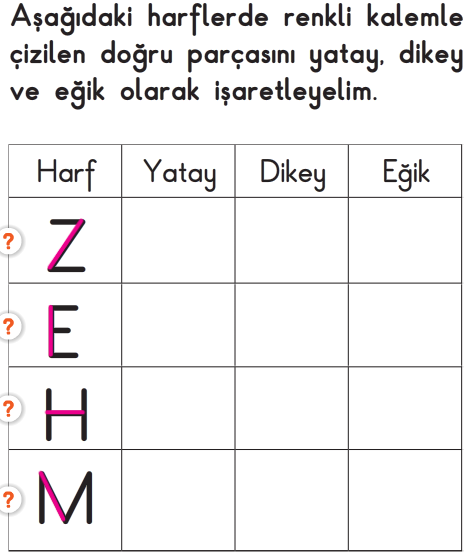 Aşağıdaki harflerde renkli kalemle
çizilen doğru parçasını yatay, dikey
ve eğik olarak işaretleyelim.
Harf Yatay Dikey Eğik
? Z
? E
? H
? M